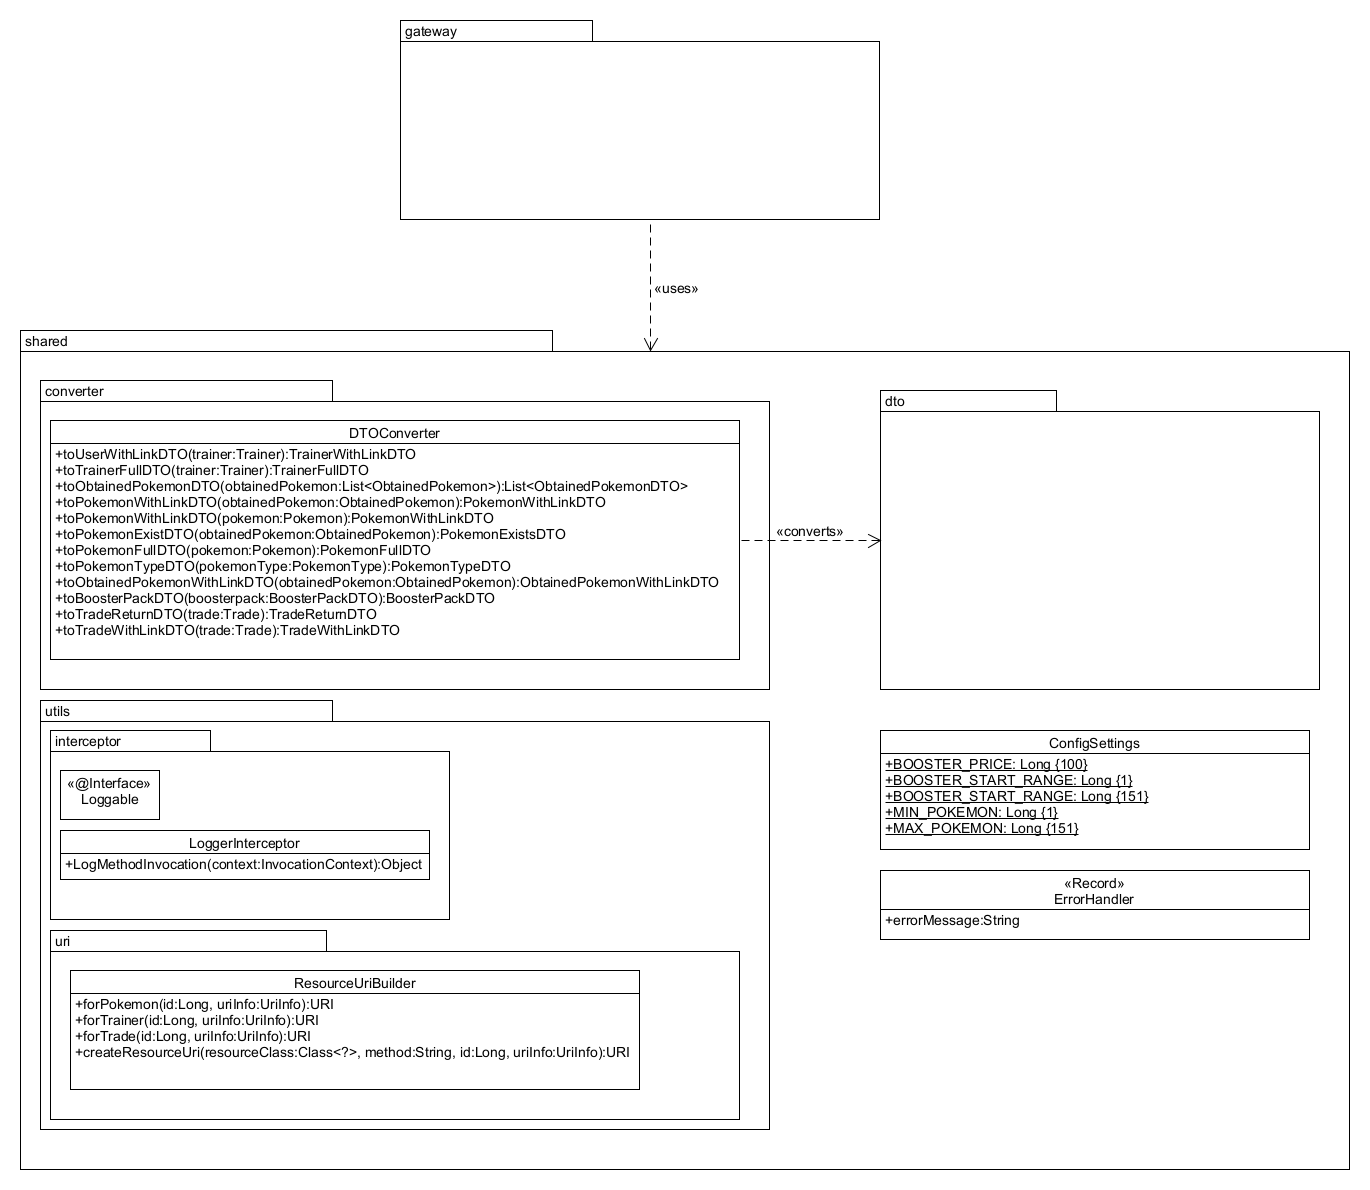 gateway
«uses»
shared
converter
DTOConverter
+toUserWithLinkDTO(trainer:Trainer):TrainerWithLinkDTO
+toTrainerFullDTO(trainer:Trainer):TrainerFullDTO
+toObtainedPokemonDTO(obtainedPokemon:List<ObtainedPokemon>):List<ObtainedPokemonDTO>
+toPokemonWithLinkDTO(obtainedPokemon:ObtainedPokemon):PokemonWithLinkDTO
+toPokemonWithLinkDTO(pokemon:Pokemon):PokemonWithLinkDTO
+toPokemonExistDTO(obtainedPokemon:ObtainedPokemon):PokemonExistsDTO
+toPokemonFullDTO(pokemon:Pokemon):PokemonFullDTO
+toPokemonTypeDTO(pokemonType:PokemonType):PokemonTypeDTO
+toObtainedPokemonWithLinkDTO(obtainedPokemon:ObtainedPokemon):ObtainedPokemonWithLinkDTO
+toBoosterPackDTO(boosterpack:BoosterPackDTO):BoosterPackDTO
+toTradeReturnDTO(trade:Trade):TradeReturnDTO
+toTradeWithLinkDTO(trade:Trade):TradeWithLinkDTO
«converts»
dto
utils
interceptor
«@Interface»
Loggable
LoggerInterceptor
+LogMethodInvocation(context:InvocationContext):Object
uri
ResourceUriBuilder
+forPokemon(id:Long, uriInfo:UriInfo):URI
+forTrainer(id:Long, uriInfo:UriInfo):URI
+forTrade(id:Long, uriInfo:UriInfo):URI
+createResourceUri(resourceClass:Class<?>, method:String, id:Long, uriInfo:UriInfo):URI
ConfigSettings
+BOOSTER_PRICE: Long {100}
+BOOSTER_START_RANGE: Long {1}
+BOOSTER_START_RANGE: Long {151}
+MIN_POKEMON: Long {1}
+MAX_POKEMON: Long {151}
«Record»
ErrorHandler
+errorMessage:String